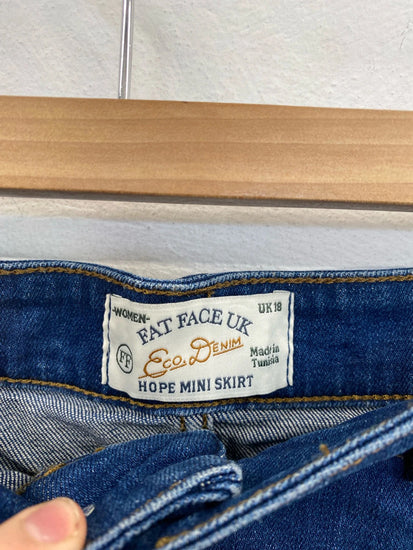 -WOMEN- UK 18
FAT FACE UK
FF Eco. Denim Made in
Tunisia
HOPE MINI SKIRT